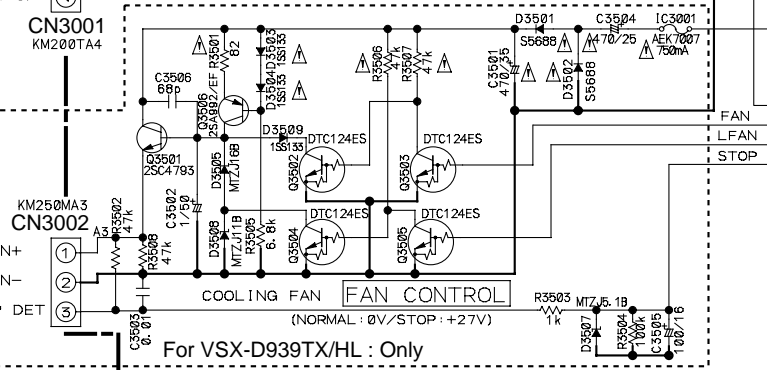 CN3001
KM200TA4
D3501
S5688
C3504
470/25
IC3001
AEK7007
750mA
R3501
82
D3503
1SS133
D3504
1SS133
R3506
47k
R3507
47k
C3501
470/35
D3502
S5688
C3506
68p
Q3506
2SA992/EF
D3509
1SS133
DTC124ES
DTC124ES
FAN
LFAN
STOP
Q3501
2SC4793
D3505
MTZJ16B
Q3502
Q3503
KM250MA3
CN3002
R3502
47k
A3
R3508
47k
C3502
1/50
D3508
MTZJ11B
R3505
6.8k
DTC124ES
DTC124ES
Q3504
Q3505
N+
1
N-
2
DET
3
COOLING FAN
FAN CONTROL
(NORMAL:0V/STOP:+27V)
C3503
0.01
R3503
1k
MTZJ5.1B
D3507
R3504
100k
C3505
100/16
For VSX-D939TX/HL : Only